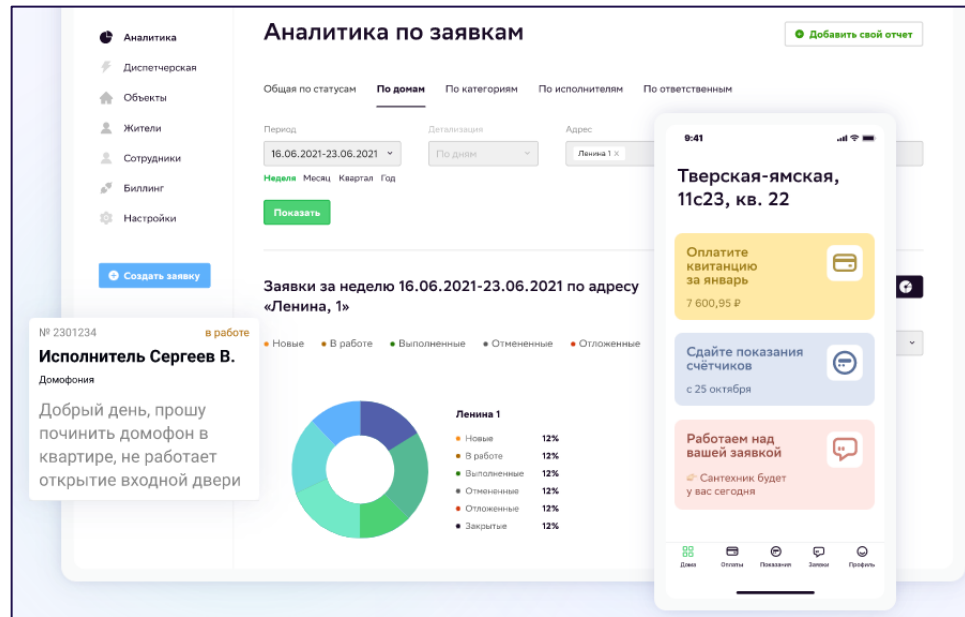 Аналитика
Диспетчерская
Объекты
Жители
Сотрудники
Биллинг
Настройки
Создать заявку
Аналитика по заявкам
Добавить свой отчет
Общая по статусам По домам По категориям По исполнителям По ответственным
Период Детализация Адрес
16.06.2021-23.06.2021 По дням Ленина 1 ×
Неделя Месяц Квартал Год
Показать
Заявки за неделю 16.06.2021-23.06.2021 по адресу
«Ленина, 1»
Новые В работе Выполненные Отмененные Отложенные
Ленина 1
Новые 12%
В работе 12%
Выполненные 12%
Отмененные 12%
Отложенные 12%
Закрытые 12%
№ 2301234 в работе
Исполнитель Сергеев В.
Домофония
Добрый день, прошу
починить домофон в
квартире, не работает
открытие входной двери
9:41
Тверская-ямская,
11с23, кв. 22
Оплатите
квитанцию
за январь
7 600,95 ₽
Сдайте показания
счётчиков
с 25 октября
Работаем над
вашей заявкой
Сантехник будет
у вас сегодня
Дома Оплаты Показания Заявки Профиль